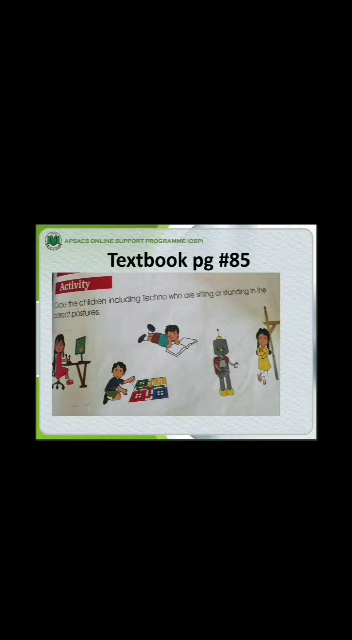 APSACS ONLINE SUPPORT PROGRAMME (OSP)
Textbook pg #85
Activity
the children including Techno who are sitting or standing in the
correct postures.